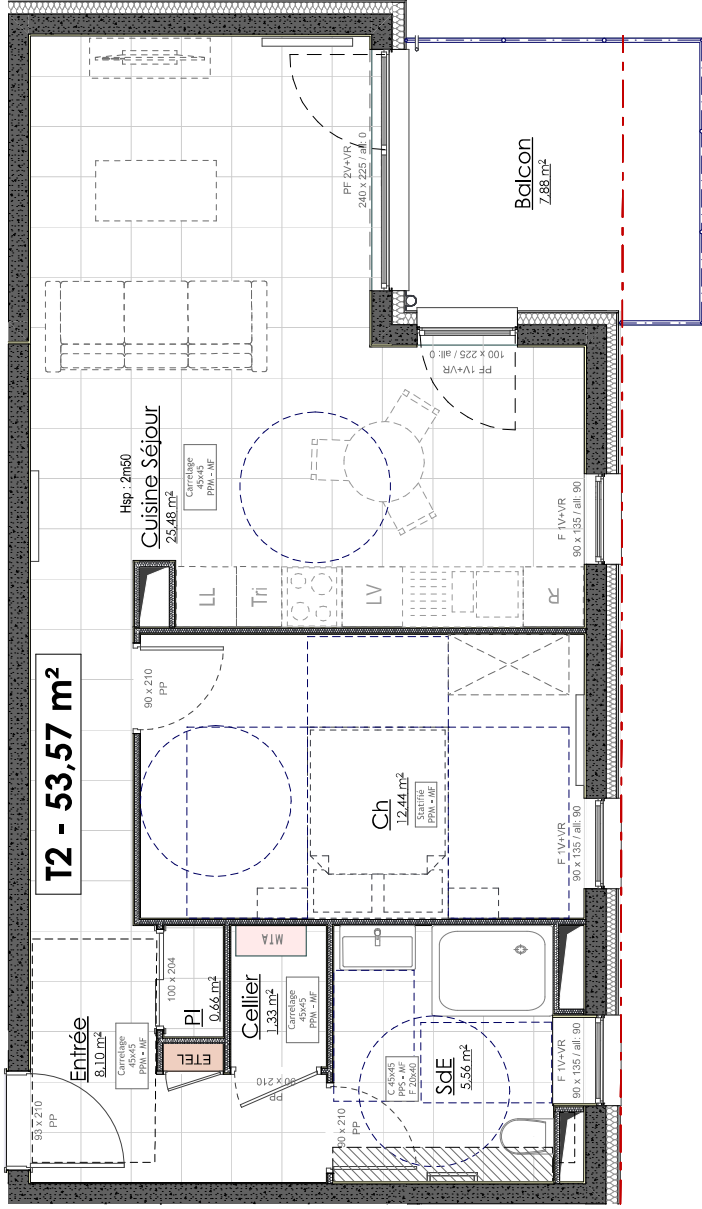 T2 - 53,57 m²
Hsp : 2m50
Cuisine Séjour
25,48 m²
Carrelage
45x45
PPM - MF
PF 2V+VR
240 x 225 / all: 0
Balcon
7,88 m²
PF 1V+VR
100 x 225 / all: 0
F 1V+VR
90 x 135 / all: 90
LL
Tri
LV
R
90 x 210
PP
Ch
12,44 m²
Statifié
PPM - MF
F 1V+VR
90 x 135 / all: 90
Entrée
8,10 m²
Carrelage
45x45
PPM - MF
93 x 210
PP
100 x 204
Pl
0,66 m²
ETEL
MTA
Cellier
1,33 m²
Carrelage
45x45
PPM - MF
90 x 210
PP
90 x 210
PP
C 45x45
PPS - MF
F 20x40
SdE
5,56 m²
F 1V+VR
90 x 135 / all: 90